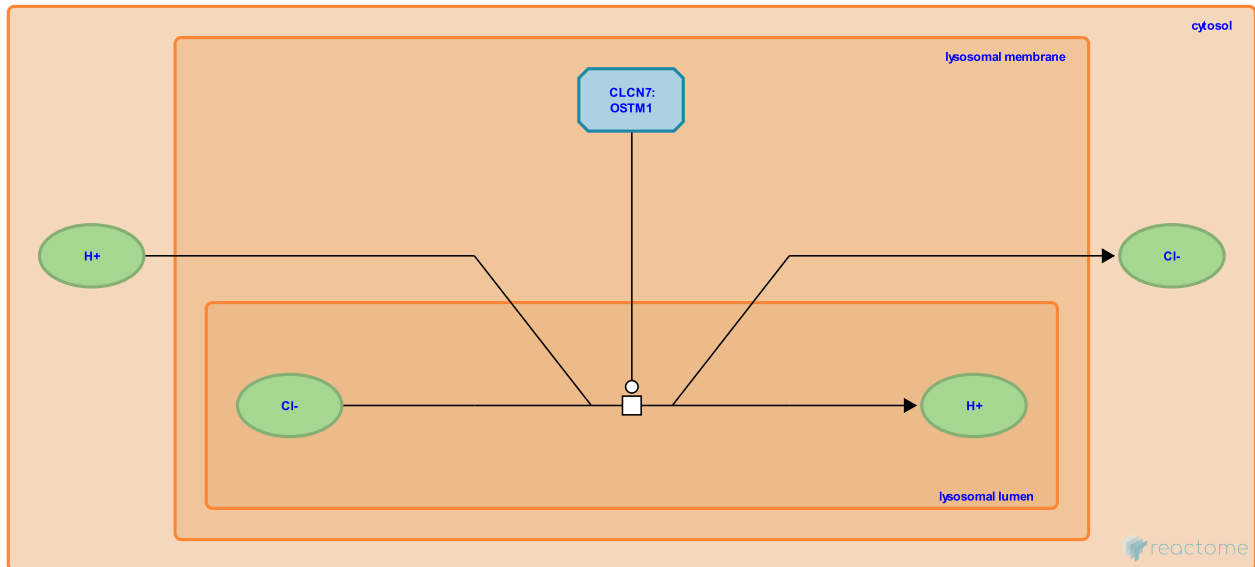 cytosol
lysosomal membrane
CLCN7:
OSTM1
H+
Cl-
Cl-
H+
lysosomal lumen
reactome